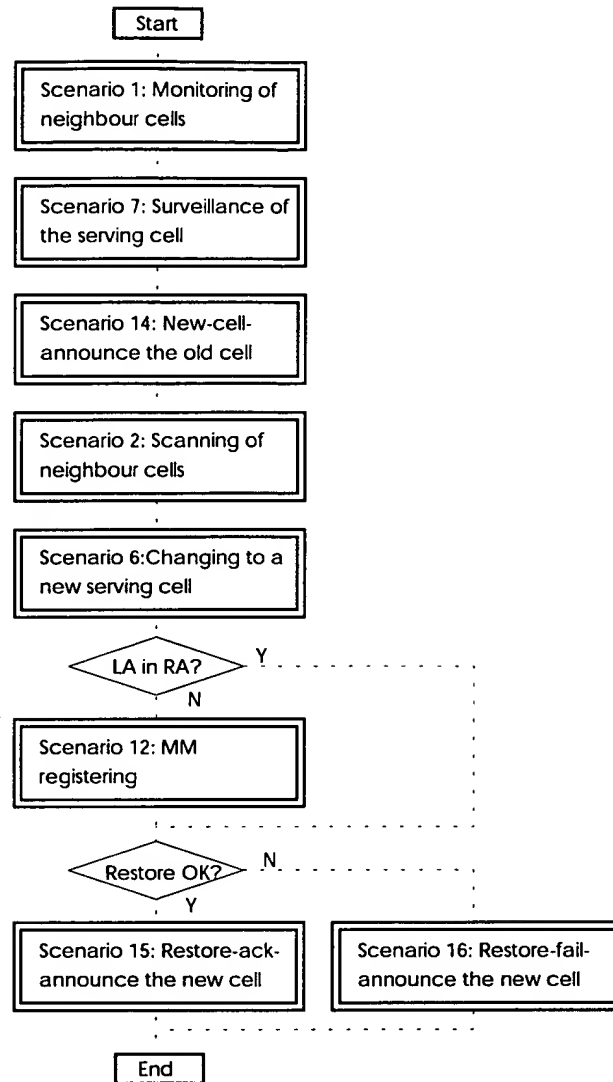 Start
Scenario 1: Monitoring of
neighbour cells
Scenario 7: Surveillance of
the serving cell
Scenario 14: New-cell-
announce the old cell
Scenario 2: Scanning of
neighbour cells
Scenario 6:Changing to a
new serving cell
LA in RA?
Y
N
Scenario 12: MM
registering
Restore OK?
N
Y
Scenario 15: Restore-ack-
announce the new cell
Scenario 16: Restore-fail-
announce the new cell
End